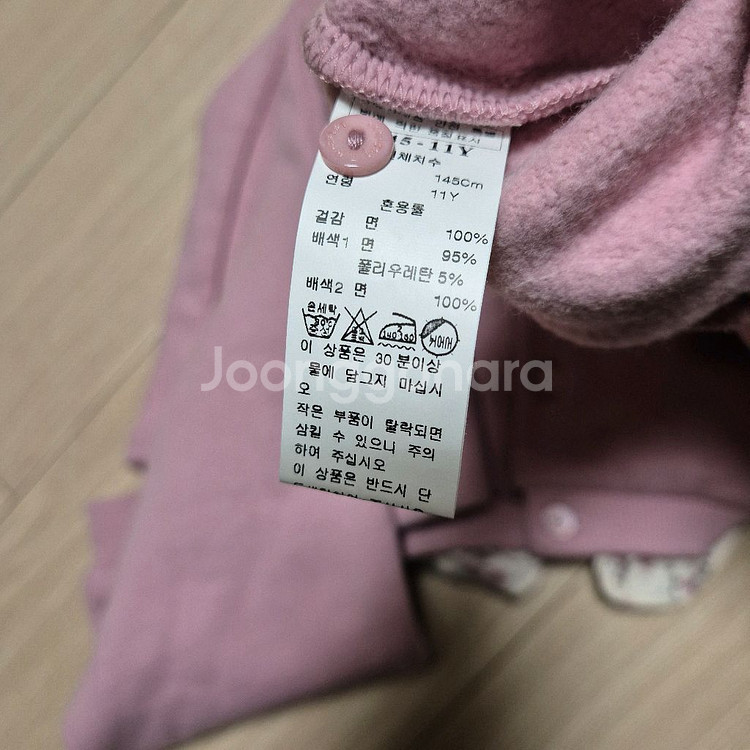 145-11Y
신체치수
145Cm
연령 11Y
혼용률
겉감 면 100%
배색1 면 95%
폴리우레탄 5%
배색2 면 100%
손세탁
이 상품은 30 분이상
물에 담그지 마십시
오
작은 부품이 탈락되면
삼킬 수 있으니 주의
하여 주십시오
이 상품은 반드시 단
Joonggonara